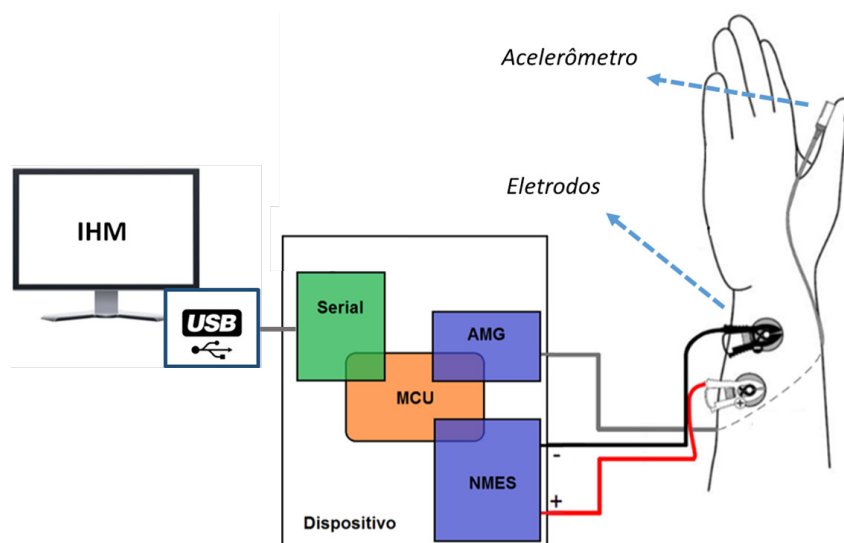 Acelerômetro
Eletrodos
IHM
USB
Serial
AMG
MCU
NMES
-
+
Dispositivo